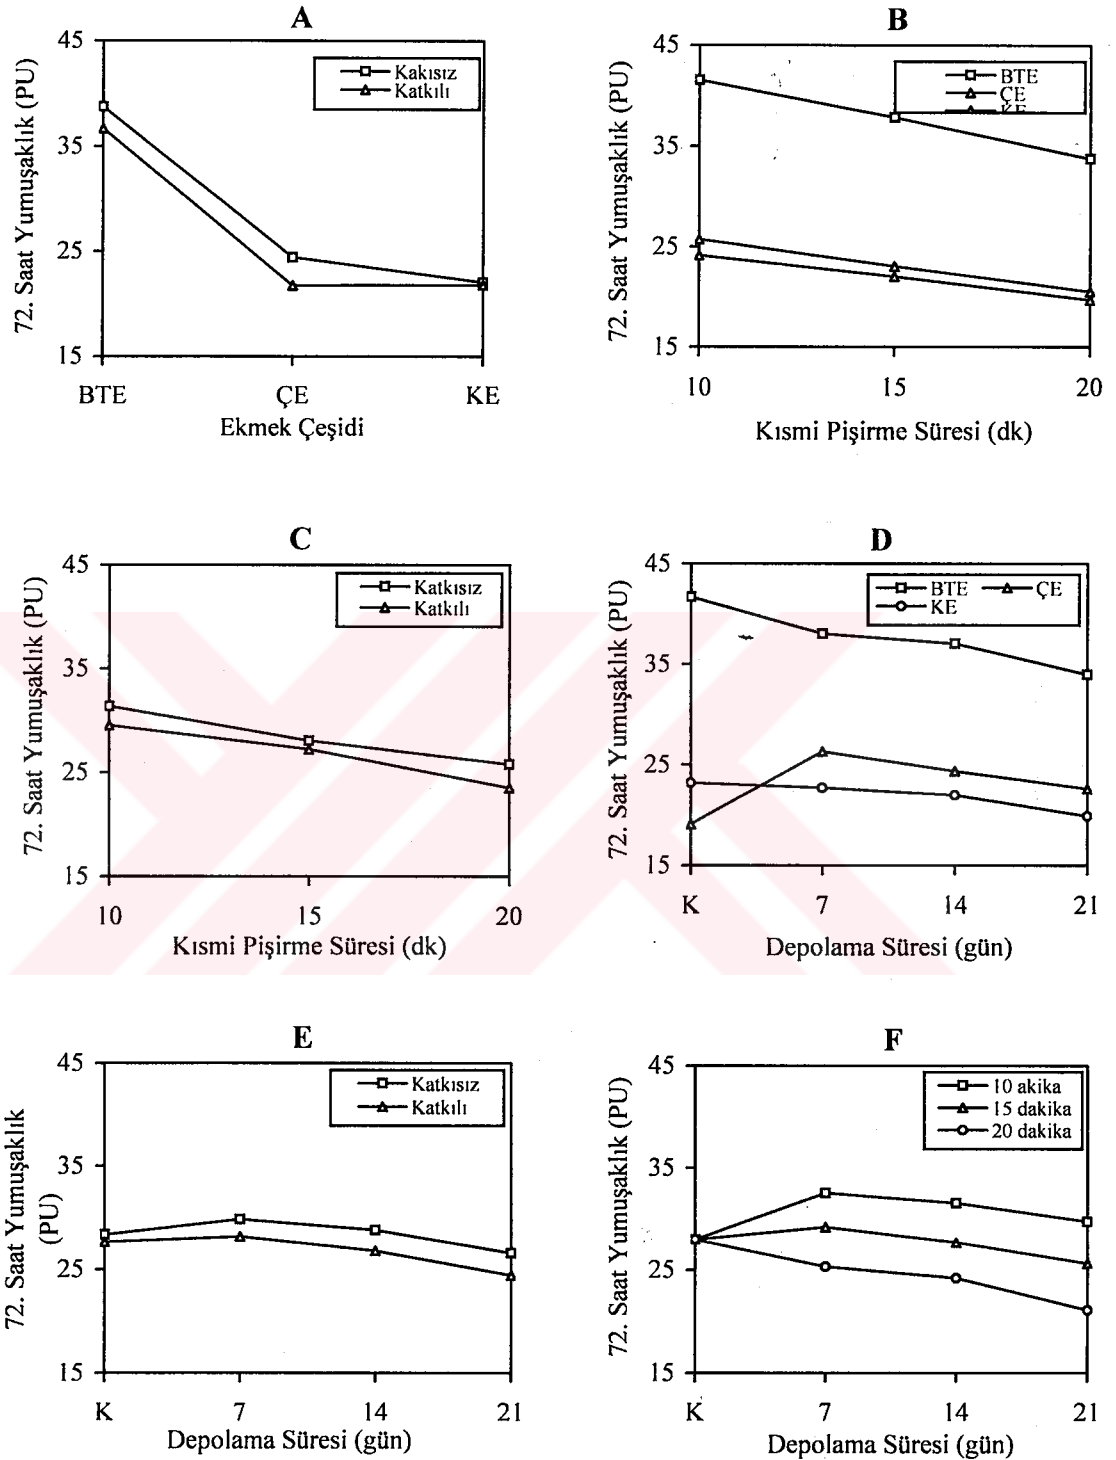 A
72. Saat Yumuşaklık (PU)
45
35
25
15
Kakısız
Katkılı
BTE
ÇE
KE
Ekmek Çeşidi
B
72. Saat Yumuşaklık (PU)
45
35
25
15
BTE
ÇE
KE
10
15
20
Kısmi Pişirme Süresi (dk)
C
72. Saat Yumuşaklık (PU)
45
35
25
15
Katkısız
Katkılı
10
15
20
Kısmi Pişirme Süresi (dk)
D
72. Saat Yumuşaklık (PU)
45
35
25
15
BTE ÇE
KE
K
7
14
21
Depolama Süresi (gün)
E
72. Saat Yumuşaklık
(PU)
45
35
25
15
Katkısız
Katkılı
K
7
14
21
Depolama Süresi (gün)
F
72. Saat Yumuşaklık (PU)
45
35
25
15
10 akika
15 dakika
20 dakika
K
7
14
21
Depolama Süresi (gün)